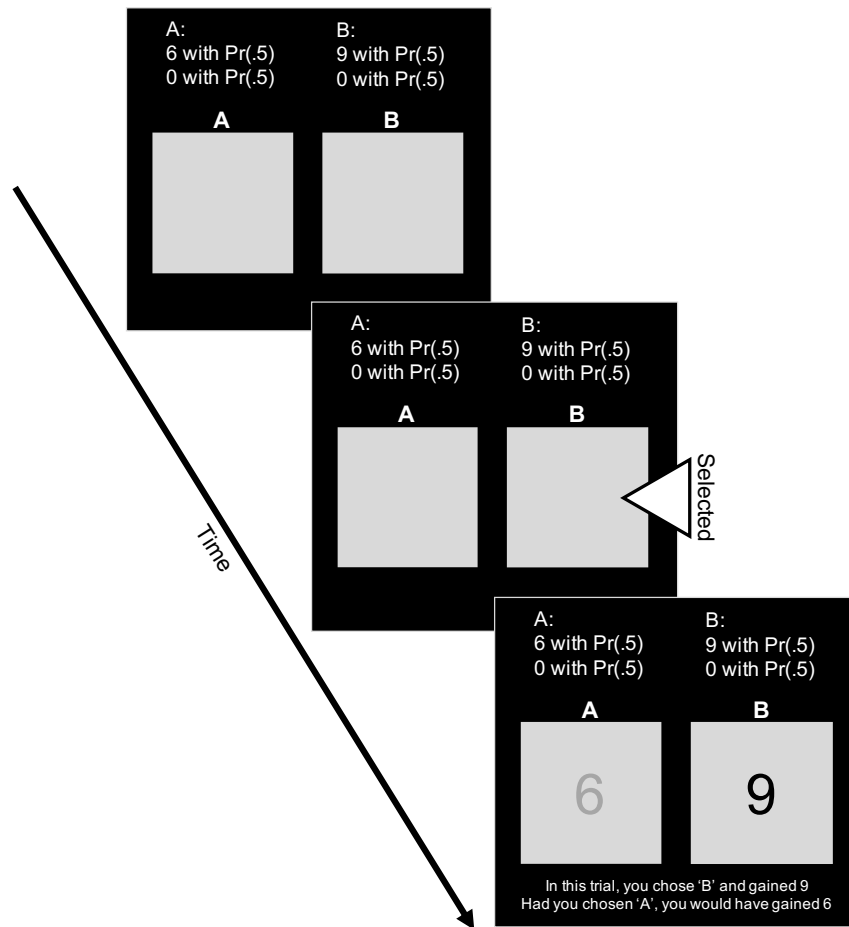 A:
6 with Pr(.5)
0 with Pr(.5)
B:
9 with Pr(.5)
0 with Pr(.5)
A
B
A:
6 with Pr(.5)
0 with Pr(.5)
B:
9 with Pr(.5)
0 with Pr(.5)
A
B
Selected
Time
A:
6 with Pr(.5)
0 with Pr(.5)
B:
9 with Pr(.5)
0 with Pr(.5)
A
B
6
9
In this trial, you chose ‘B’ and gained 9
Had you chosen ‘A’, you would have gained 6